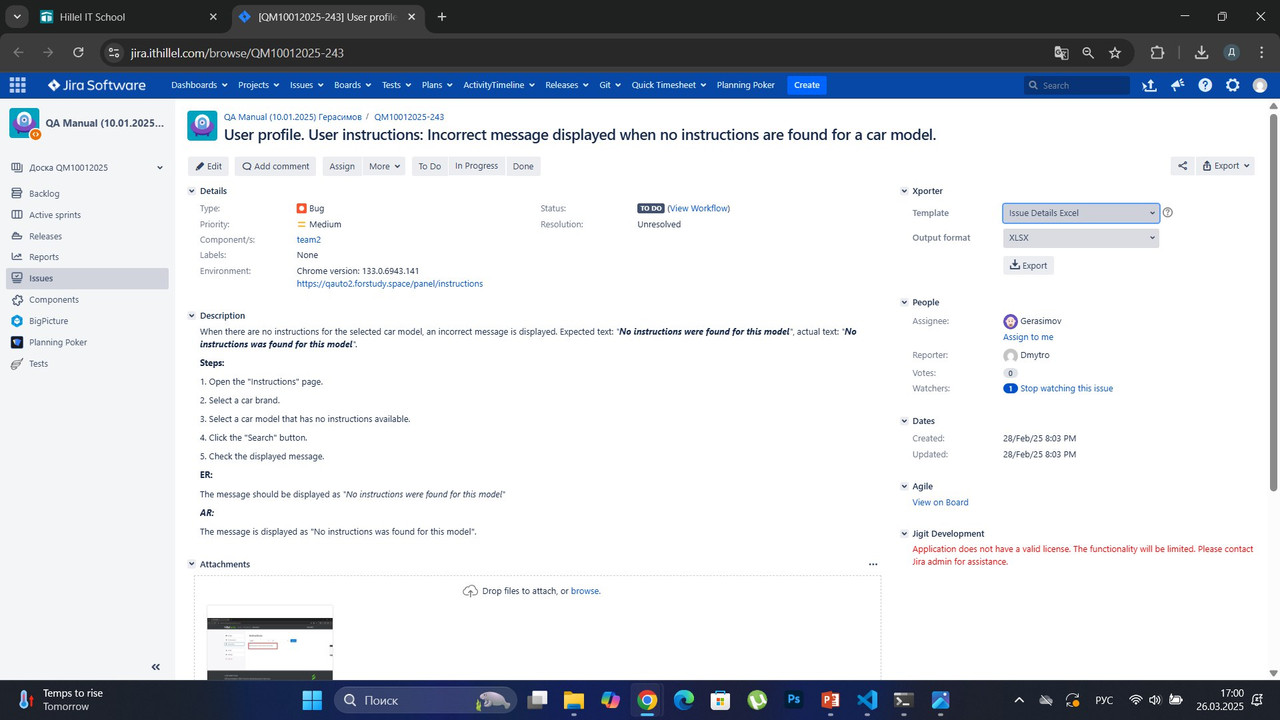 Hillel IT School
[QM10012-243] User profile
jira.ithillel.com/browse/QM10012-243
Jira Software
Dashboards Projects Issues Boards Tests Plans ActivityTimeline Releases Git Quick Timesheet Planning Poker Create
Search
QA Manual (10.01.2025...
Доска QM10012025
Backlog
Active sprints
Releases
Reports
Issues
Components
BigPicture
Planning Poker
Tests
QA Manual (10.01.2025) Герасимов / QM10012025-243
User profile. User instructions: Incorrect message displayed when no instructions are found for a car model.
Edit Add comment Assign More To Do In Progress Done Export
Details
Type: Bug Status: TO DO (View Workflow)
Priority: Medium Resolution: Unresolved
Component/s: team2
Labels: None
Environment: Chrome version: 133.0.6943.141
https://qauto2.forstudy.space/panel/instructions
Description
When there are no instructions for the selected car model, an incorrect message is displayed. Expected text: "No instructions were found for this model", actual text: "No
instructions was found for this model".
Steps:
1. Open the "Instructions" page.
2. Select a car brand.
3. Select a car model that has no instructions available.
4. Click the "Search" button.
5. Check the displayed message.
ER:
The message should be displayed as "No instructions were found for this model"
AR:
The message is displayed as "No instructions was found for this model".
Attachments
Drop files to attach, or browse.
Xporter
Template Issue Details Excel
Output format XLSX
Export
People
Assignee: Gerasimov
Assign to me
Reporter: Dmytro
Votes: 0
Watchers: 1 Stop watching this issue
Dates
Created: 28/Feb/25 8:03 PM
Updated: 28/Feb/25 8:03 PM
Agile
View on Board
Jigit Development
Application does not have a valid license. The functionality will be limited. Please contact
Jira admin for assistance.
Temps to rise
Tomorrow
Поиск
РУС
17:00
26.03.2025